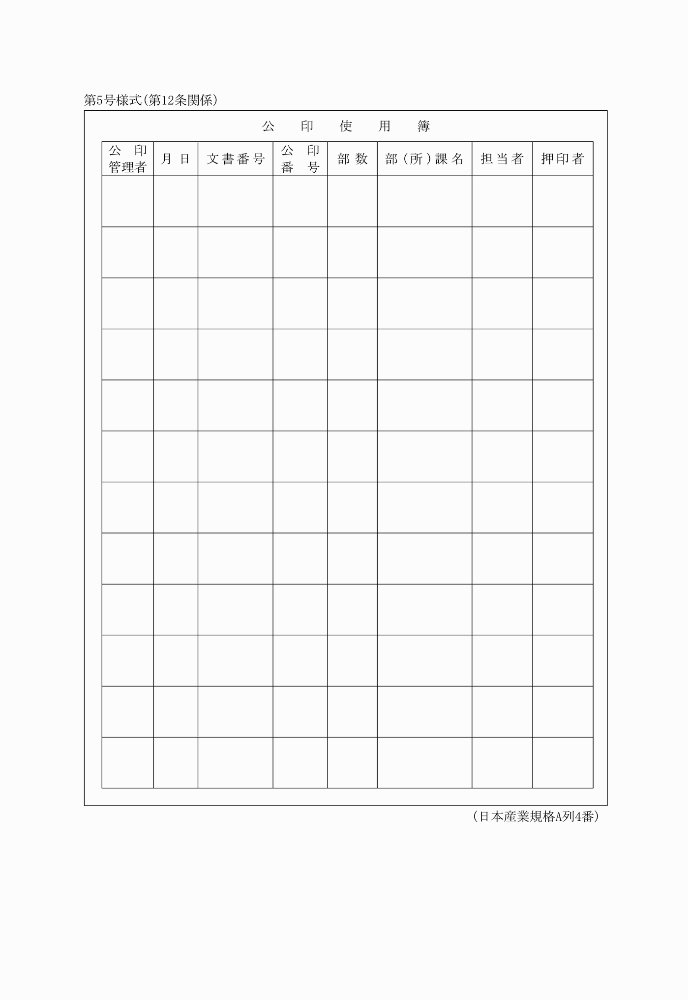 第5号様式(第12条関係)
公印使用簿
公印管理者 月日 文書番号 公印番号 部数 部(所)課名 担当者 押印者
(日本産業規格A列4番)